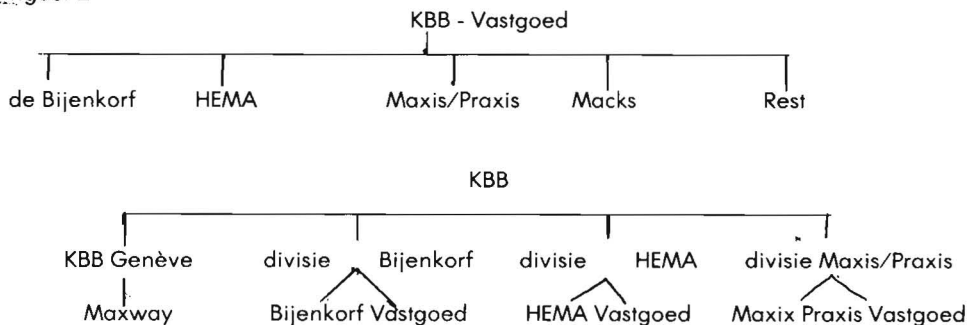 KBB - Vastgoed
de Bijenkorf HEMA Maxis/Praxis Macks Rest
KBB
KBB Genève divisie Bijenkorf divisie HEMA divisie Maxis/Praxis
Maxway Bijenkorf Vastgoed HEMA Vastgoed Maxix Praxis Vastgoed